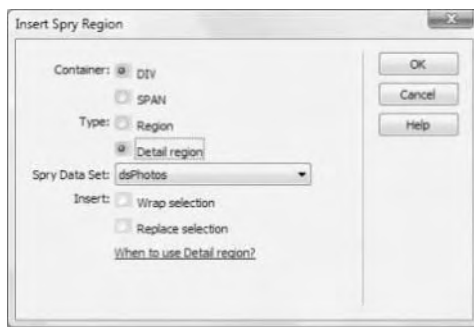 Insert Spry Region
Container: DIV
SPAN
Type: Region
Detail region
Spry Data Set: dsPhotos
Insert: Wrap selection
Replace selection
When to use Detail region?
OK
Cancel
Help